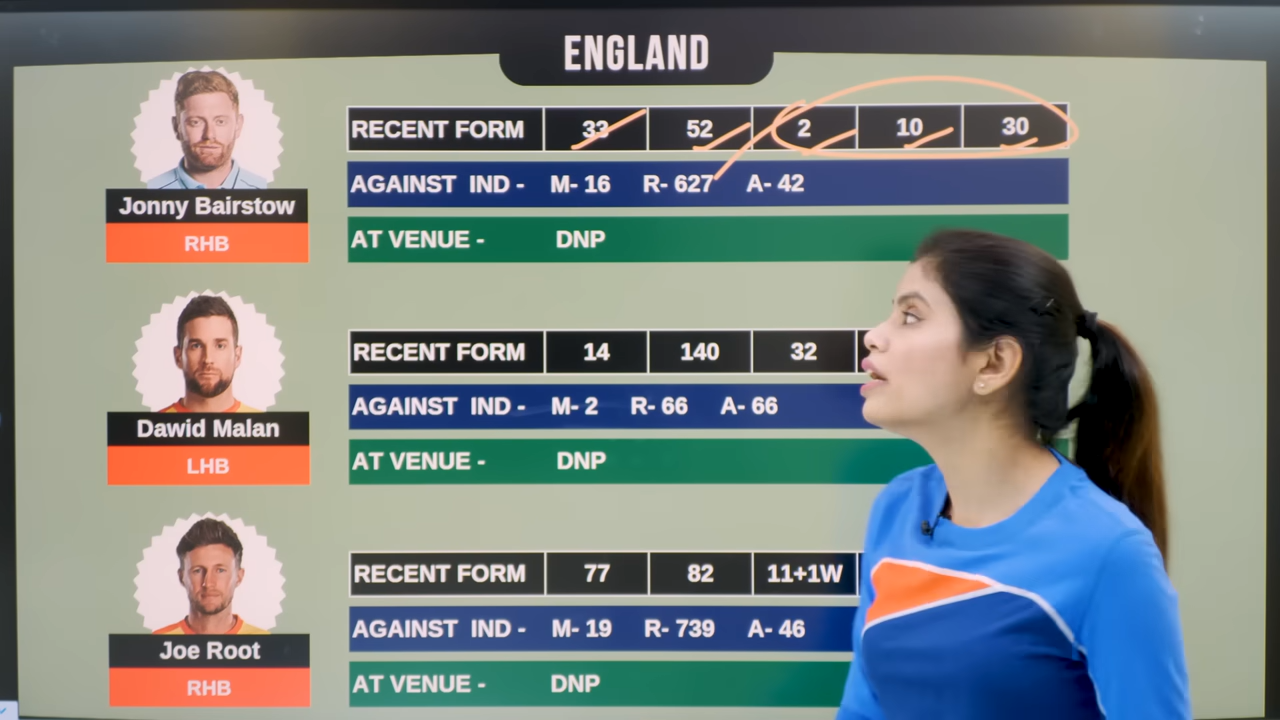 ENGLAND
RECENT FORM 33 52 2 10 30
AGAINST IND - M- 16 R- 627 A- 42
AT VENUE - DNP
Jonny Bairstow
RHB
RECENT FORM 14 140 32
AGAINST IND - M- 2 R- 66 A- 66
AT VENUE - DNP
Dawid Malan
LHB
RECENT FORM 77 82 11+1W
AGAINST IND - M- 19 R- 739 A- 46
AT VENUE - DNP
Joe Root
RHB